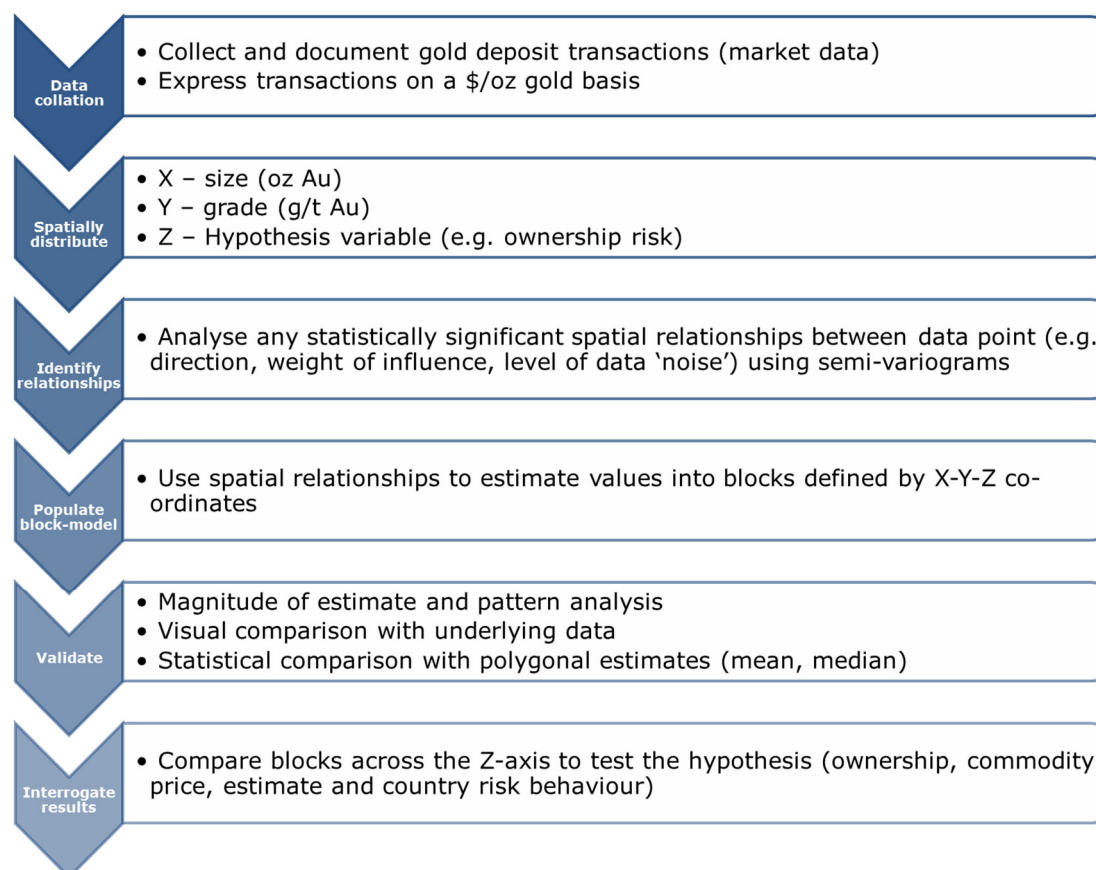 Data
collation
• Collect and document gold deposit transactions (market data)
• Express transactions on a $/oz gold basis
Spatially
distribute
• X – size (oz Au)
• Y – grade (g/t Au)
• Z – Hypothesis variable (e.g. ownership risk)
Identify
relationships
• Analyse any statistically significant spatial relationships between data point (e.g.
direction, weight of influence, level of data ‘noise’) using semi-variograms
Populate
block-model
• Use spatial relationships to estimate values into blocks defined by X-Y-Z co-
ordinates
Validate
• Magnitude of estimate and pattern analysis
• Visual comparison with underlying data
• Statistical comparison with polygonal estimates (mean, median)
Interrogate
results
• Compare blocks across the Z-axis to test the hypothesis (ownership, commodity
price, estimate and country risk behaviour)